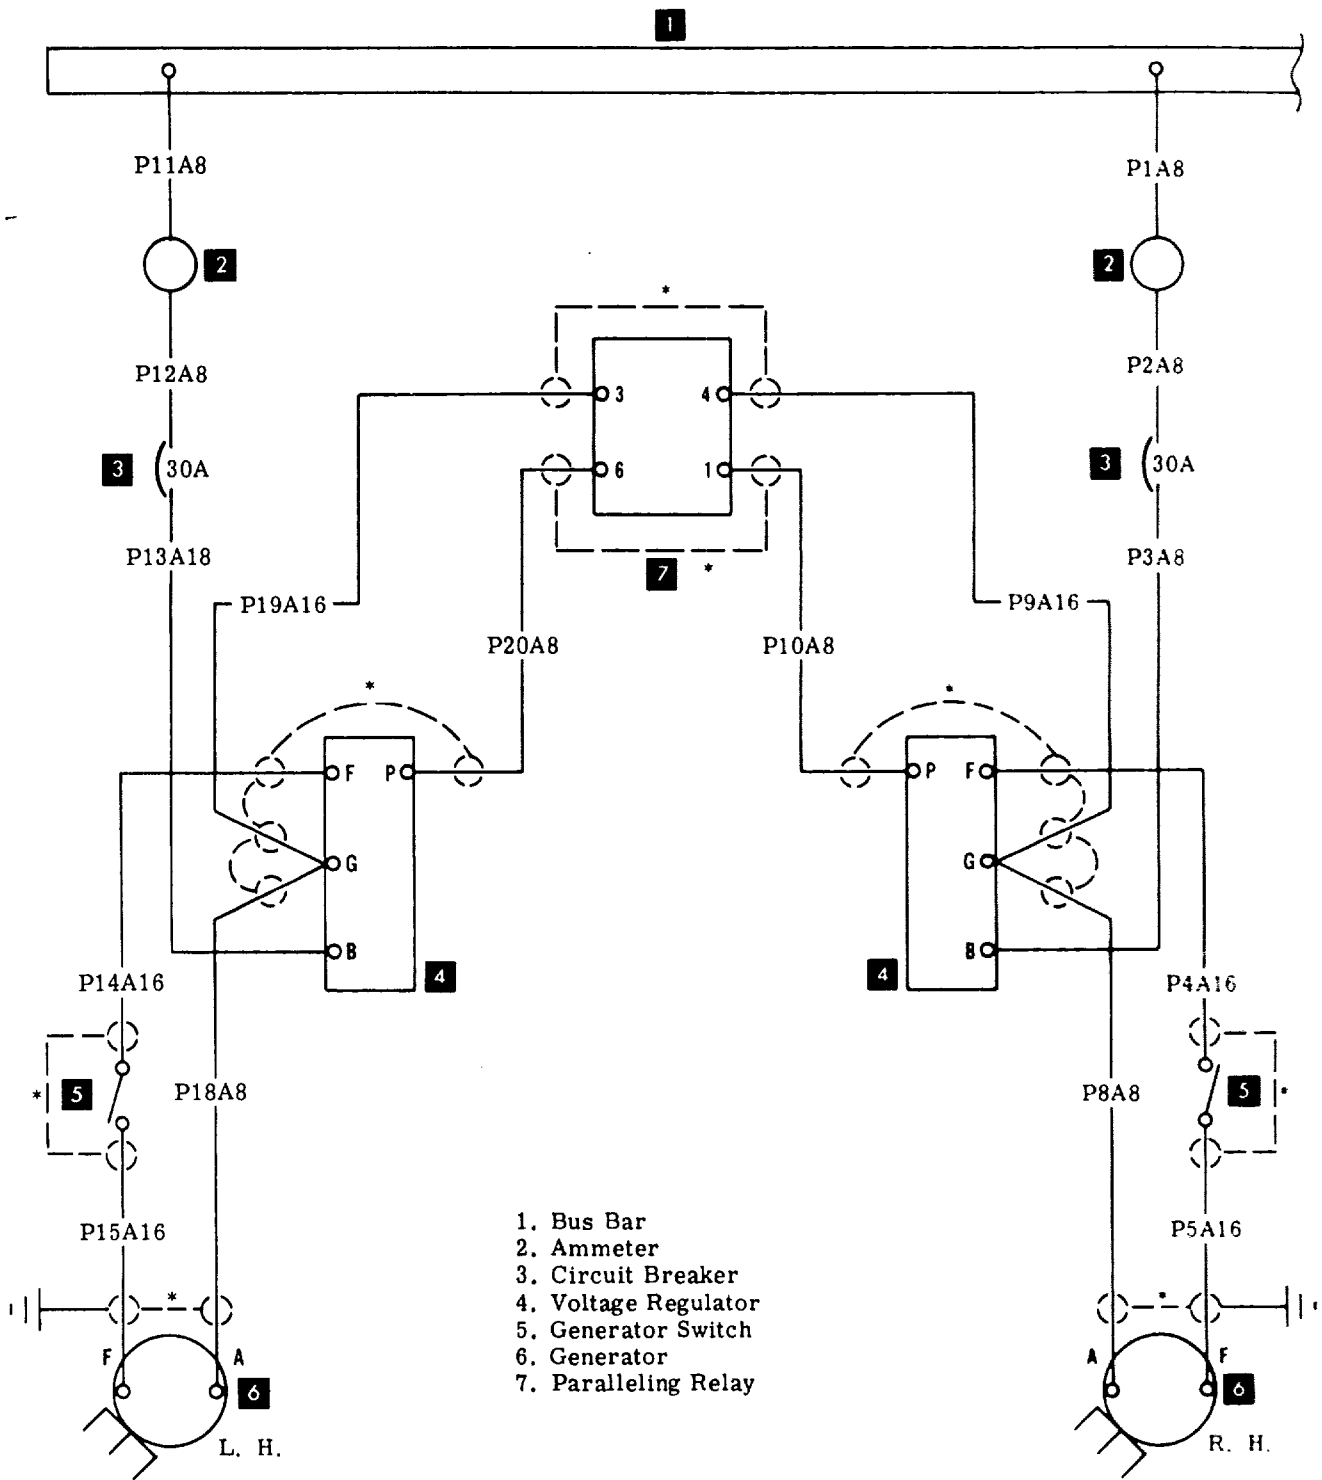 1
P11A8
P1A8
2
2
*
P12A8
P2A8
3 4
3 30A
3 30A
6 1
P13A18
P3A8
7 *
P19A16
P9A16
P20A8
P10A8
*
*
F P
P F
G
G
B
B
4
4
P14A16
P4A16
* 5
5 *
P18A8
P8A8
P15A16
P5A16
1. Bus Bar
2. Ammeter
3. Circuit Breaker
4. Voltage Regulator
5. Generator Switch
6. Generator
7. Paralleling Relay
*
*
F A
A F
6
6
L. H.
R. H.